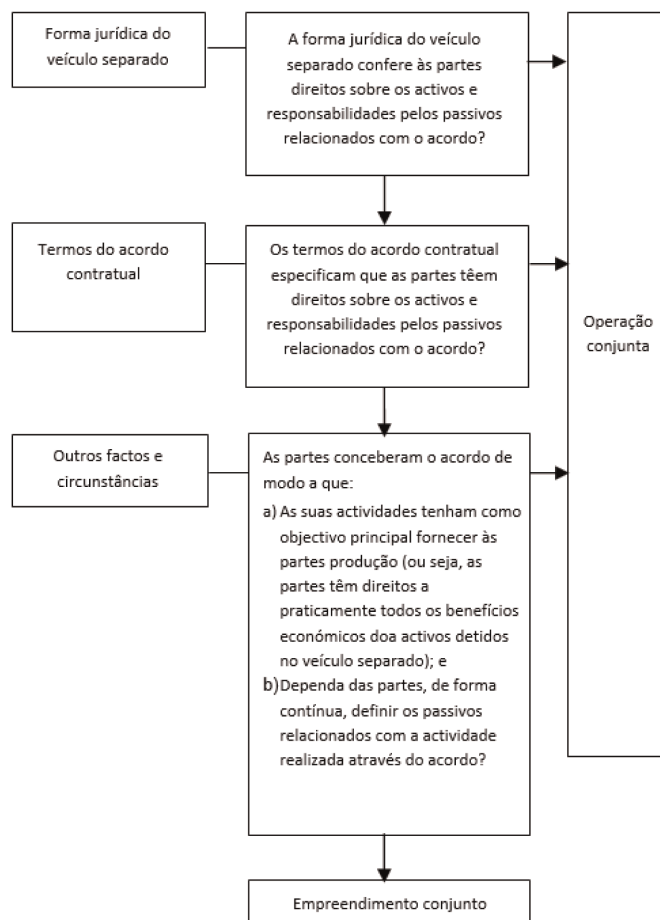 Forma jurídica do
veículo separado
A forma jurídica do veículo
separado confere às partes
direitos sobre os activos e
responsabilidades pelos passivos
relacionados com o acordo?
Termos do acordo
contratual
Os termos do acordo contratual
especificam que as partes têem
direitos sobre os activos e
responsabilidades pelos passivos
relacionados com o acordo?
Operação
conjunta
Outros factos e
circunstâncias
As partes conceberam o acordo de
modo a que:
a) As suas actividades tenham como
objectivo principal fornecer às
partes produção (ou seja, as
partes têm direitos a
praticamente todos os benefícios
económicos doa activos detidos
no veículo separado); e
b) Dependa das partes, de forma
contínua, definir os passivos
relacionados com a actividade
realizada através do acordo?
Empreendimento conjunto